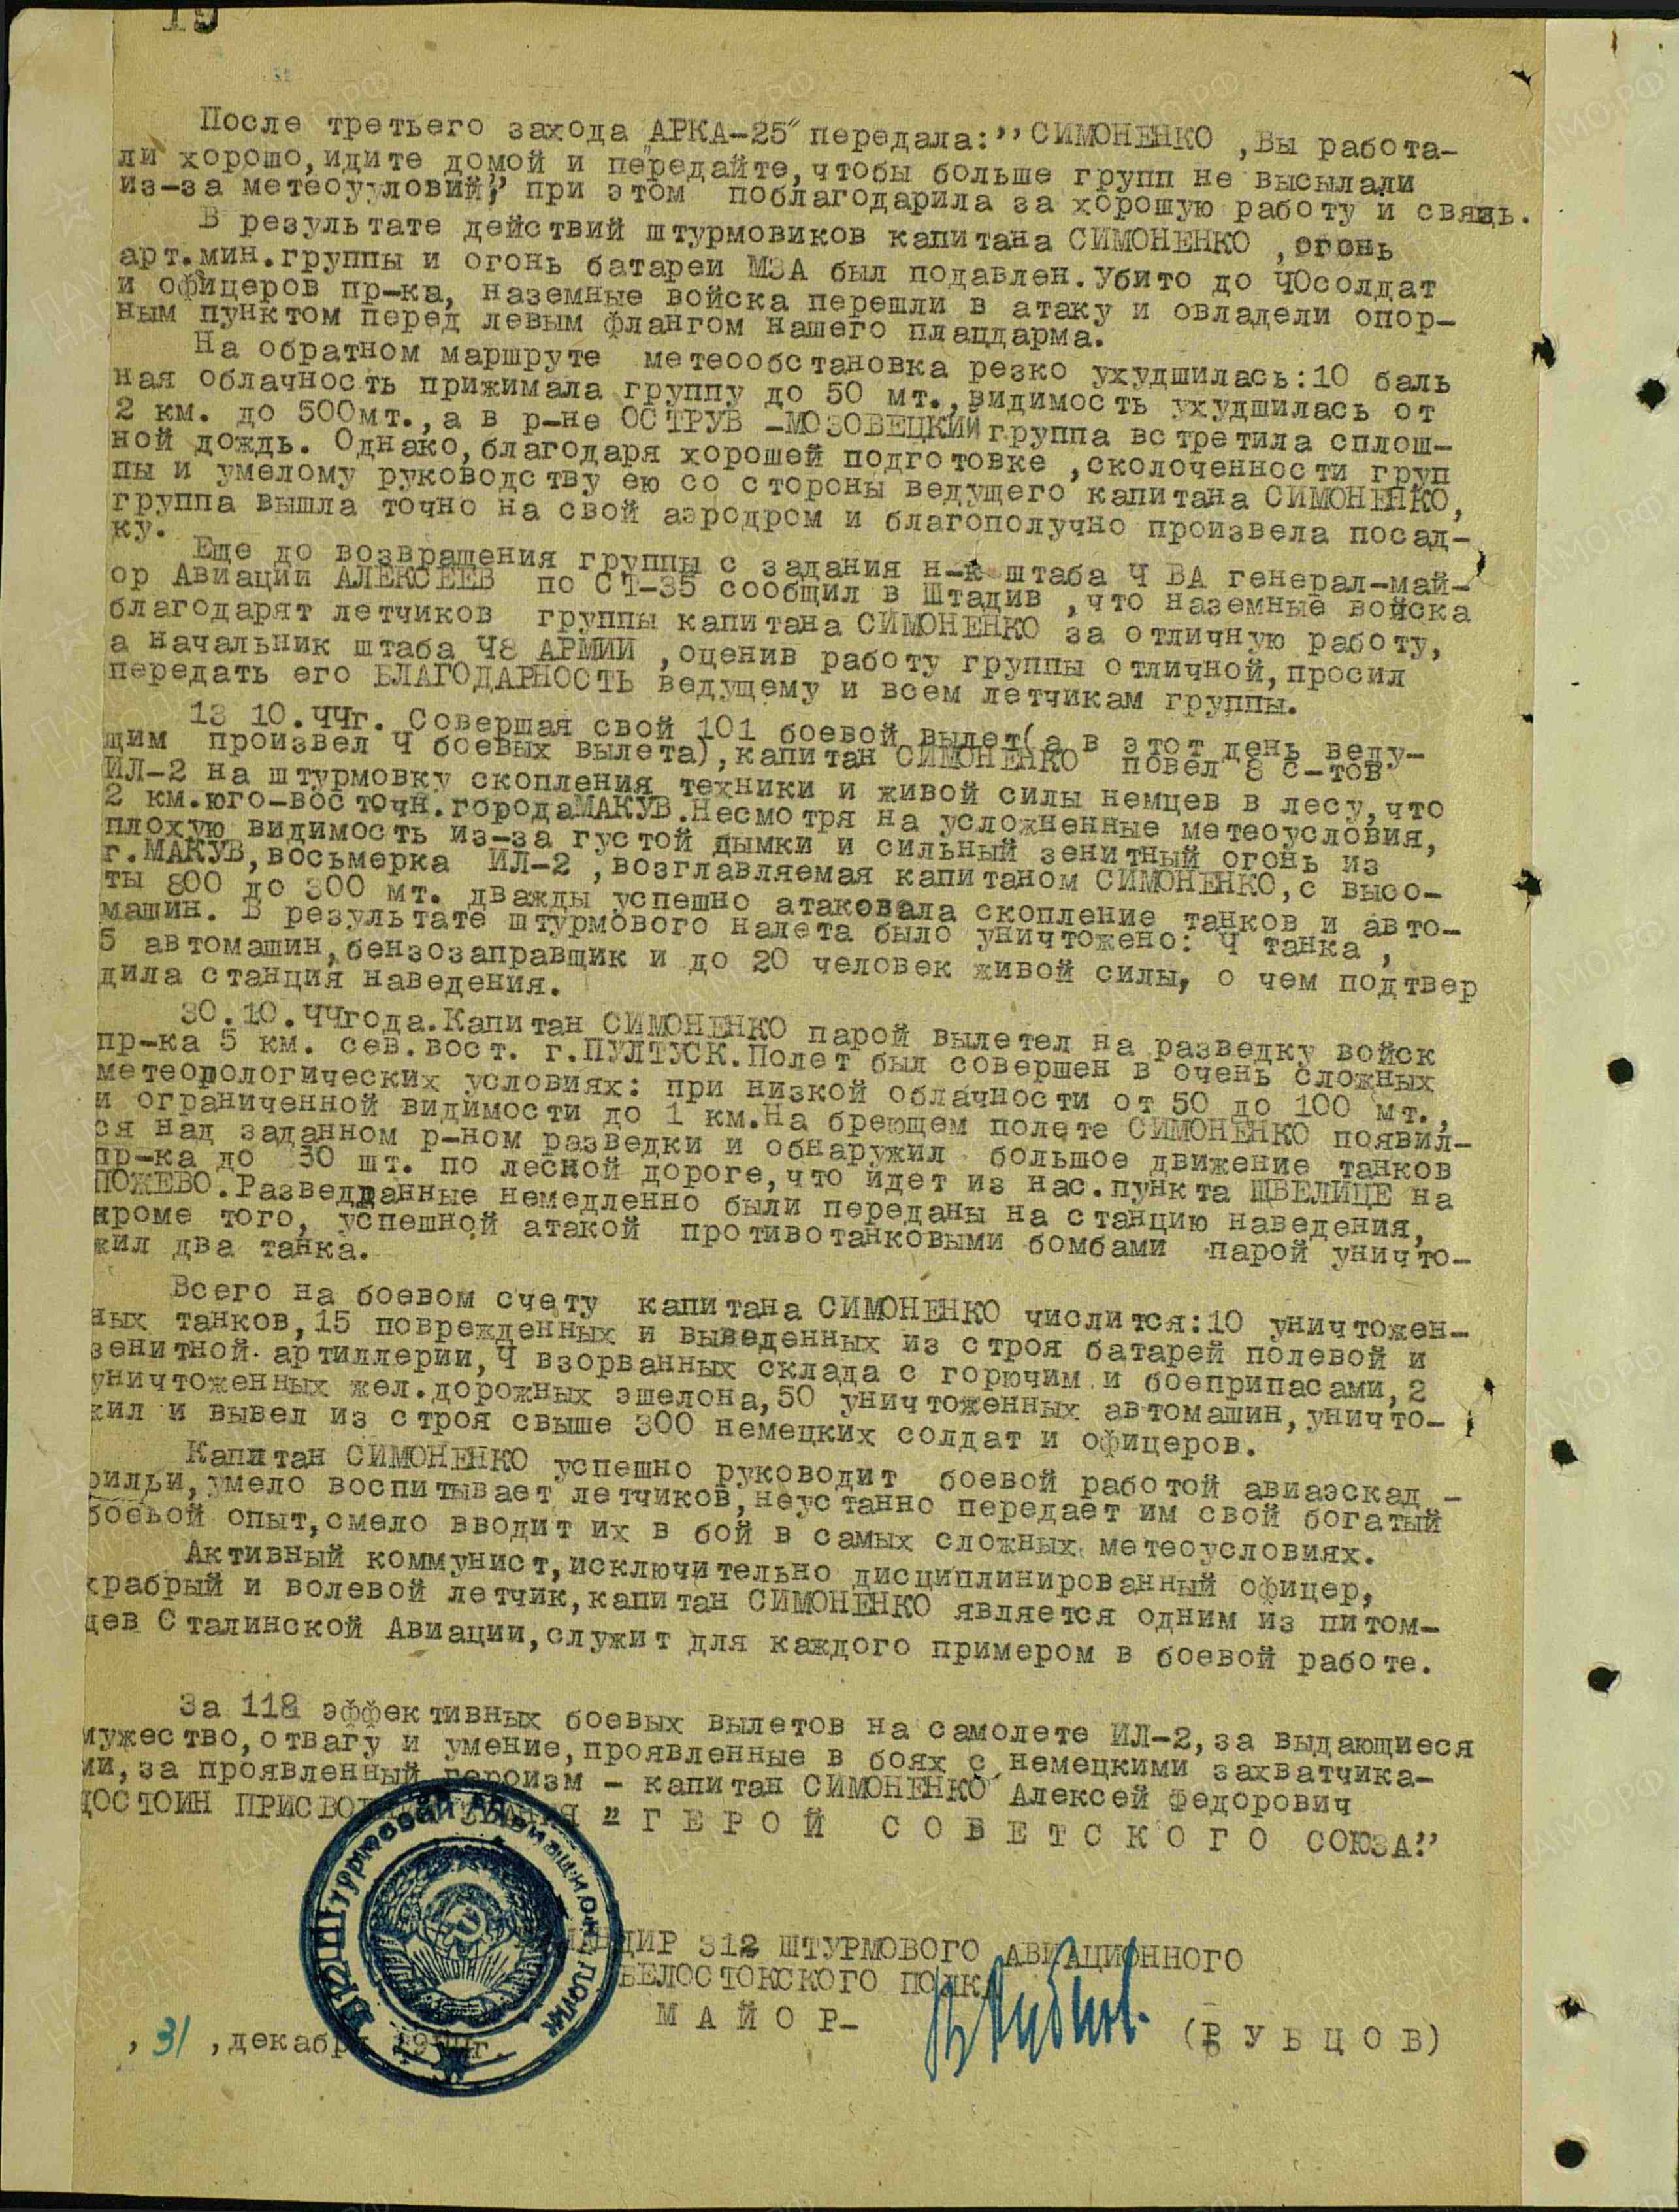 19
После третьего захода "АРКА-25" передала:"СИМОНЕНКО ,Вы работа-
ли хорошо,идите домой и передайте,чтобы больше групп не высылали
из-за метеоууловий," при этом поблагодарила за хорошую работу и связь.
В результате действий штурмовиков капитана СИМОНЕНКО ,огонь
арт.мин.группы и огонь батареи МЗА был подавлен.Убито до 40солдат
и офицеров пр-ка, наземные войска перешли в атаку и овладели опор-
ным пунктом перед левым флангом нашего плацдарма.
На обратном маршруте метеообстановка резко ухудшилась:10 баль
ная облачность прижимала группу до 50 мт.,видимость ухудшилась от
2 км. до 500мт.,а в р-не ОСТРУВ -МОЗОВЕЦКИЙ группа встретила сплош-
ной дождь. Однако,благодаря хорошей подготовке ,сколоченности груп
пы и умелому руководству ею со стороны ведущего капитана СИМОНЕНКО,
группа вышла точно на свой аэродром и благополучно произвела посад-
ку.
Еще до возвращения группы с задания н-к штаба 4 ВА генерал-май-
ор Авиации АЛЕКСЕЕВ по СТ-35 сообщил в Штадив ,что наземные войска
благодарят летчиков группы капитана СИМОНЕНКО за отличную работу,
а начальник штаба 48 АРМИИ ,оценив работу группы отличной,просил
передать его БЛАГОДАРНОСТЬ ведущему и всем летчикам группы.
13 10.44г. Совершая свой 101 боевой вылет(а в этот день веду-
щим произвел 4 боевых вылета),капитан СИМОНЕНКО повел 8 с-тов
ИЛ-2 на штурмовку скопления техники и живой силы немцев в лесу,что
2 км.юго-восточн.городаМАКУВ.Несмотря на усложненные метеоусловия,
плохую видимость из-за густой дымки и сильный зенитный огонь из
г.МАКУВ,восьмерка ИЛ-2 ,возглавляемая капитаном СИМОНЕНКО,с высо-
ты 800 до 300 мт. дважды успешно атаковала скопление танков и авто-
машин. В результате штурмового налета было уничтожено: 4 танка ,
5 автомашин,бензозаправщик и до 20 человек живой силы, о чем подтвер
дила станция наведения.
30.10.44года.Капитан СИМОНЕНКО парой вылетел на разведку войск
пр-ка 5 км. сев.вост. г.ПУЛТУСК.Полет был совершен в очень сложных
метеорологических условиях: при низкой облачности от 50 до 100 мт.,
и ограниченной видимости до 1 км.На бреющем полете СИМОНЕНКО появил-
ся над заданном р-ном разведки и обнаружил большое движение танков
пр-ка до 30 шт. по лесной дороге,что идет из нас.пункта ЩВЕЛИЦЕ на
ПОЖЕВО.Разведданные немедленно были переданы на станцию наведения,
кроме того, успешной атакой противотанковыми бомбами парой уничто-
жил два танка.
Всего на боевом счету капитана СИМОНЕНКО числится:10 уничтожен-
ных танков,15 поврежденных и выведенных из строя батарей полевой и
зенитной артиллерии,4 взорванных склада с горючим и боеприпасами,2
уничтоженных жел.дорожных эшелона,50 уничтоженных автомашин,уничто-
жил и вывел из строя свыше 300 немецких солдат и офицеров.
Капитан СИМОНЕНКО успешно руководит боевой работой авиаэскад -
рильи,умело воспитывает летчиков,неустанно передает им свой богатый
боевой опыт,смело вводит их в бой в самых сложных метеоусловиях.
Активный коммунист,исключительно дисциплинированный офицер,
храбрый и волевой летчик,капитан СИМОНЕНКО является одним из питом-
цев Сталинской Авиации,служит для каждого примером в боевой работе.
За 118 эффективных боевых вылетов на самолете ИЛ-2,за выдающиеся
мужество,отвагу и умение,проявленные в боях с немецкими захватчика-
ми,за проявленный героизм - капитан СИМОНЕНКО Алексей Федорович
ДОСТОИН ПРИСВОЕНИЯ ЗВАНИЯ "Г Е Р О Й С О В Е Т С К О Г О СОЮЗА."
КОМАНДИР 312 ШТУРМОВОГО АВИАЦИОННОГО
БЕЛОСТОКСКОГО ПОЛКА
М А Й О Р-
(Р У Б Ц О В)
,31 ,декабря 1944г.
Штурмовой Авиационн Полк